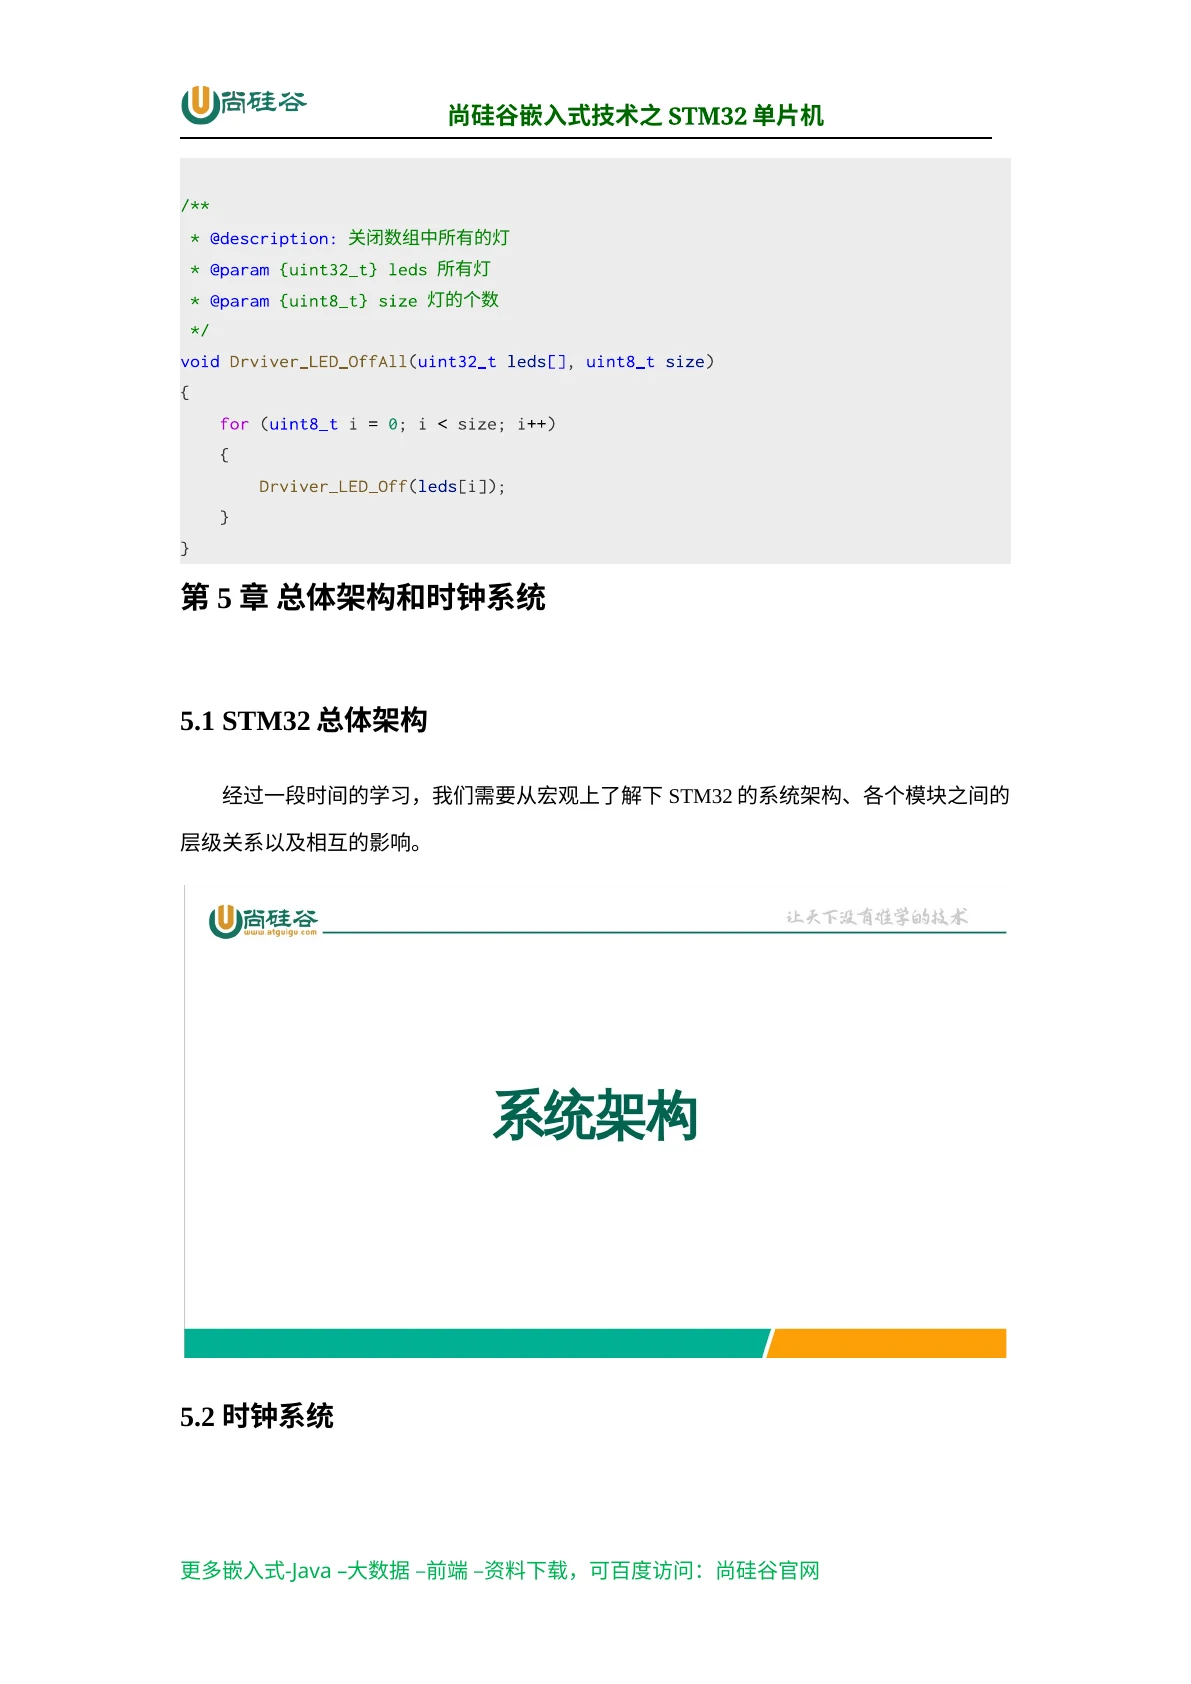 尚硅谷
尚硅谷嵌入式技术之 STM32 单片机
/**
 * @description: 关闭数组中所有的灯
 * @param {uint32_t} leds 所有灯
 * @param {uint8_t} size 灯的个数
 */
void Drviver_LED_OffAll(uint32_t leds[], uint8_t size)
{
    for (uint8_t i = 0; i < size; i++)
    {
        Drviver_LED_Off(leds[i]);
    }
}
第 5 章 总体架构和时钟系统
5.1 STM32 总体架构
经过一段时间的学习，我们需要从宏观上了解下 STM32 的系统架构、各个模块之间的
层级关系以及相互的影响。
尚硅谷
www.atguigu.com
让天下没有难学的技术
系统架构
5.2 时钟系统
更多嵌入式-Java –大数据 –前端 –资料下载，可百度访问：尚硅谷官网